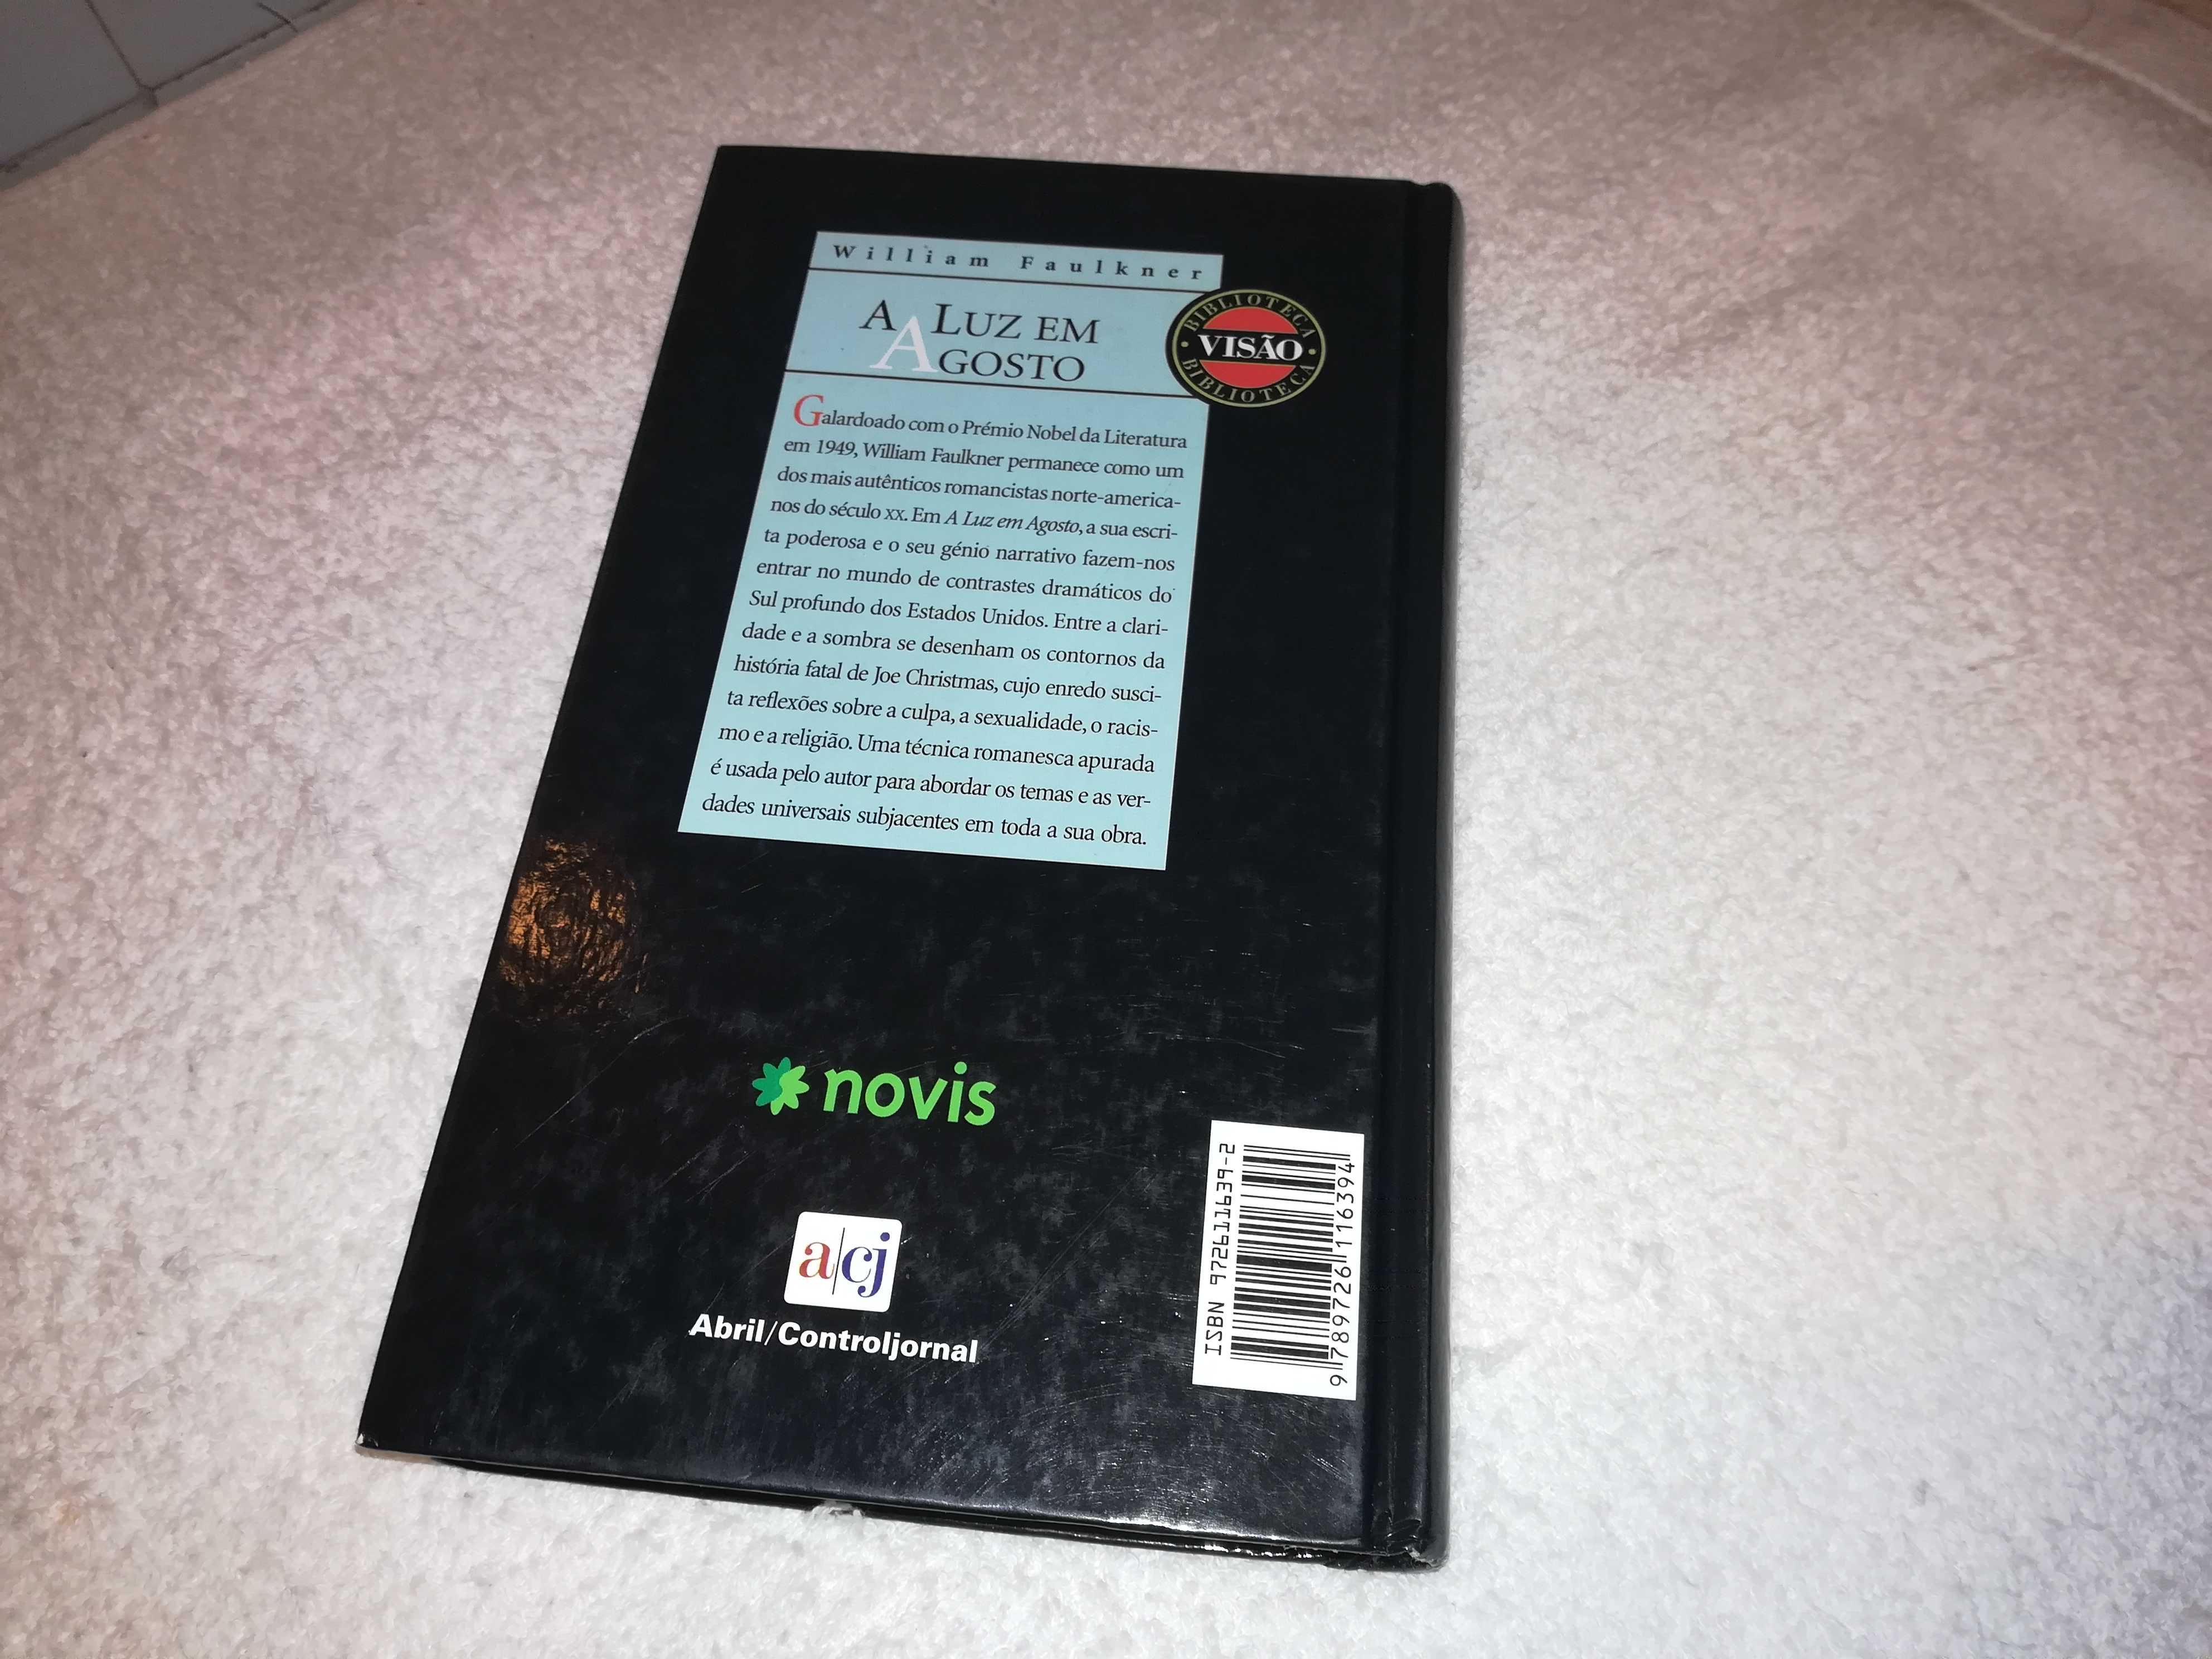 William Faulkner
A LUZ EM
AGOSTO
BIBLIOTECA
VISÃO
BIBLIOTECA
Galardoado com o Prémio Nobel da Literatura
em 1949, William Faulkner permanece como um
dos mais autênticos romancistas norte-america-
nos do século XX. Em A Luz em Agosto, a sua escri-
ta poderosa e o seu génio narrativo fazem-nos
entrar no mundo de contrastes dramáticos do
Sul profundo dos Estados Unidos. Entre a clari-
dade e a sombra se desenham os contornos da
história fatal de Joe Christmas, cujo enredo susci-
ta reflexões sobre a culpa, a sexualidade, o racis-
mo e a religião. Uma técnica romanesca apurada
é usada pelo autor para abordar os temas e as ver-
dades universais subjacentes em toda a sua obra.
novis
a|cj
Abril/Controljornal
ISBN 972611639-2
9 789726 116394